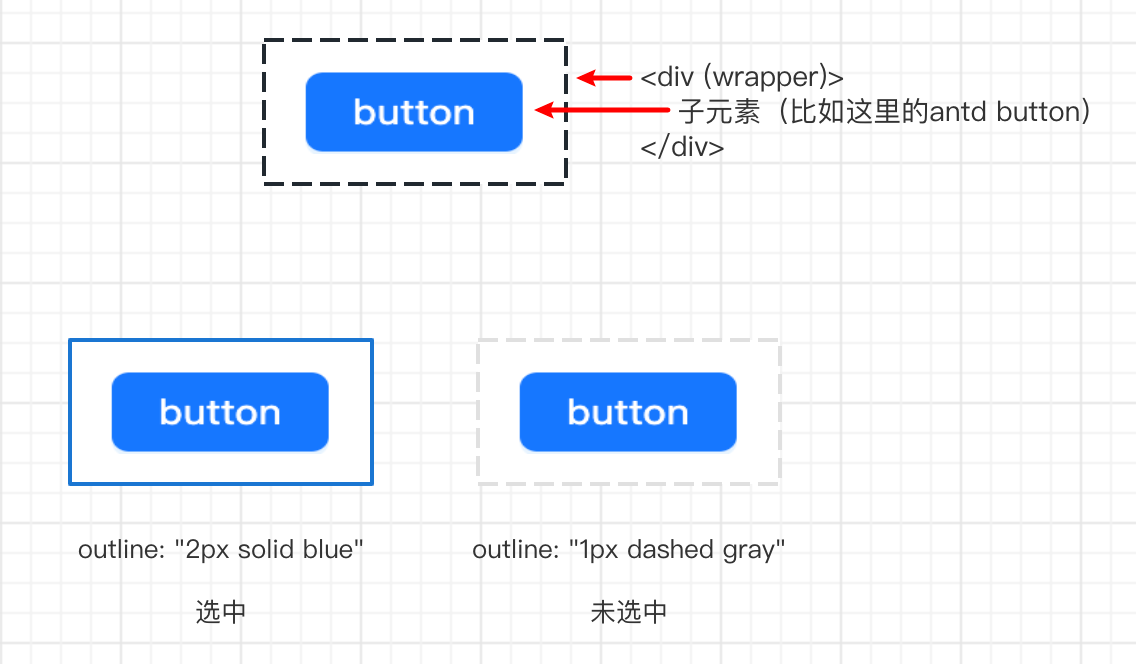 button
<div (wrapper)>
子元素（比如这里的antd button）
</div>
button
button
outline: "2px solid blue"
outline: "1px dashed gray"
选中
未选中